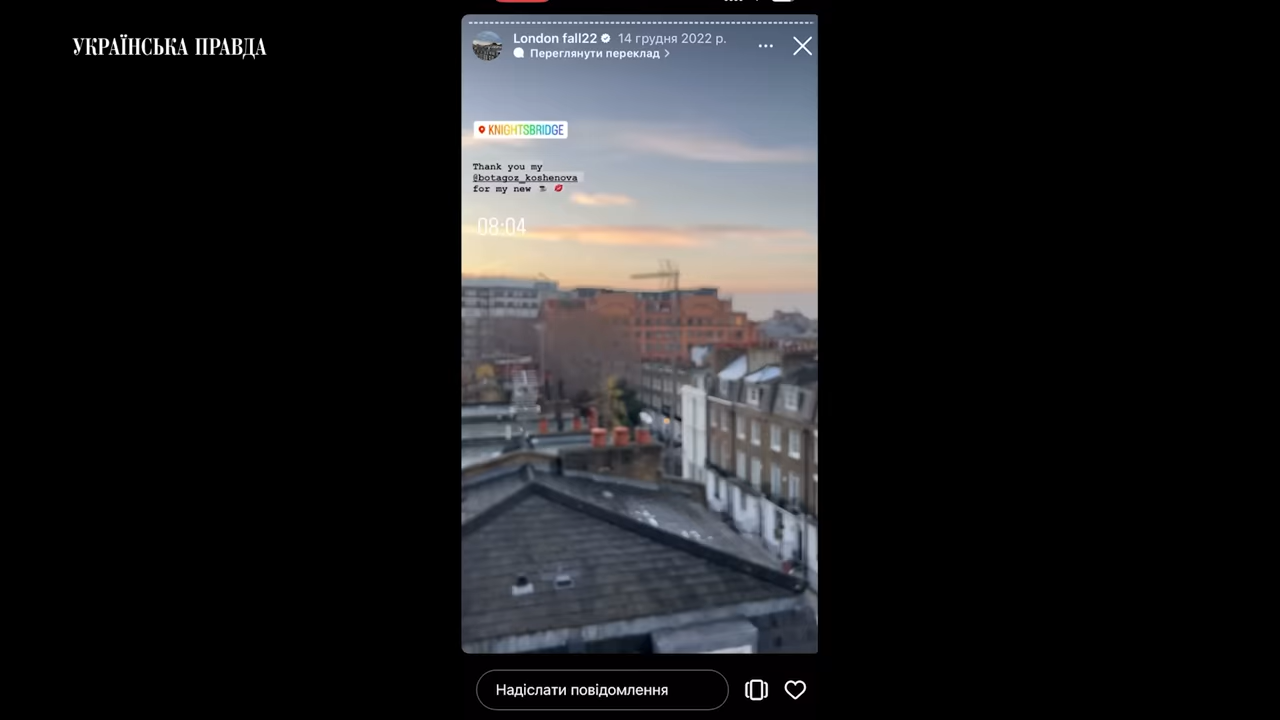 УКРАЇНСЬКА ПРАВДА
London fall22 14 грудня 2022 р.
Переглянути переклад
KNIGHTSBRIDGE
Thank you my
@botagoz_koshenova
for my new
08:04
Надіслати повідомлення